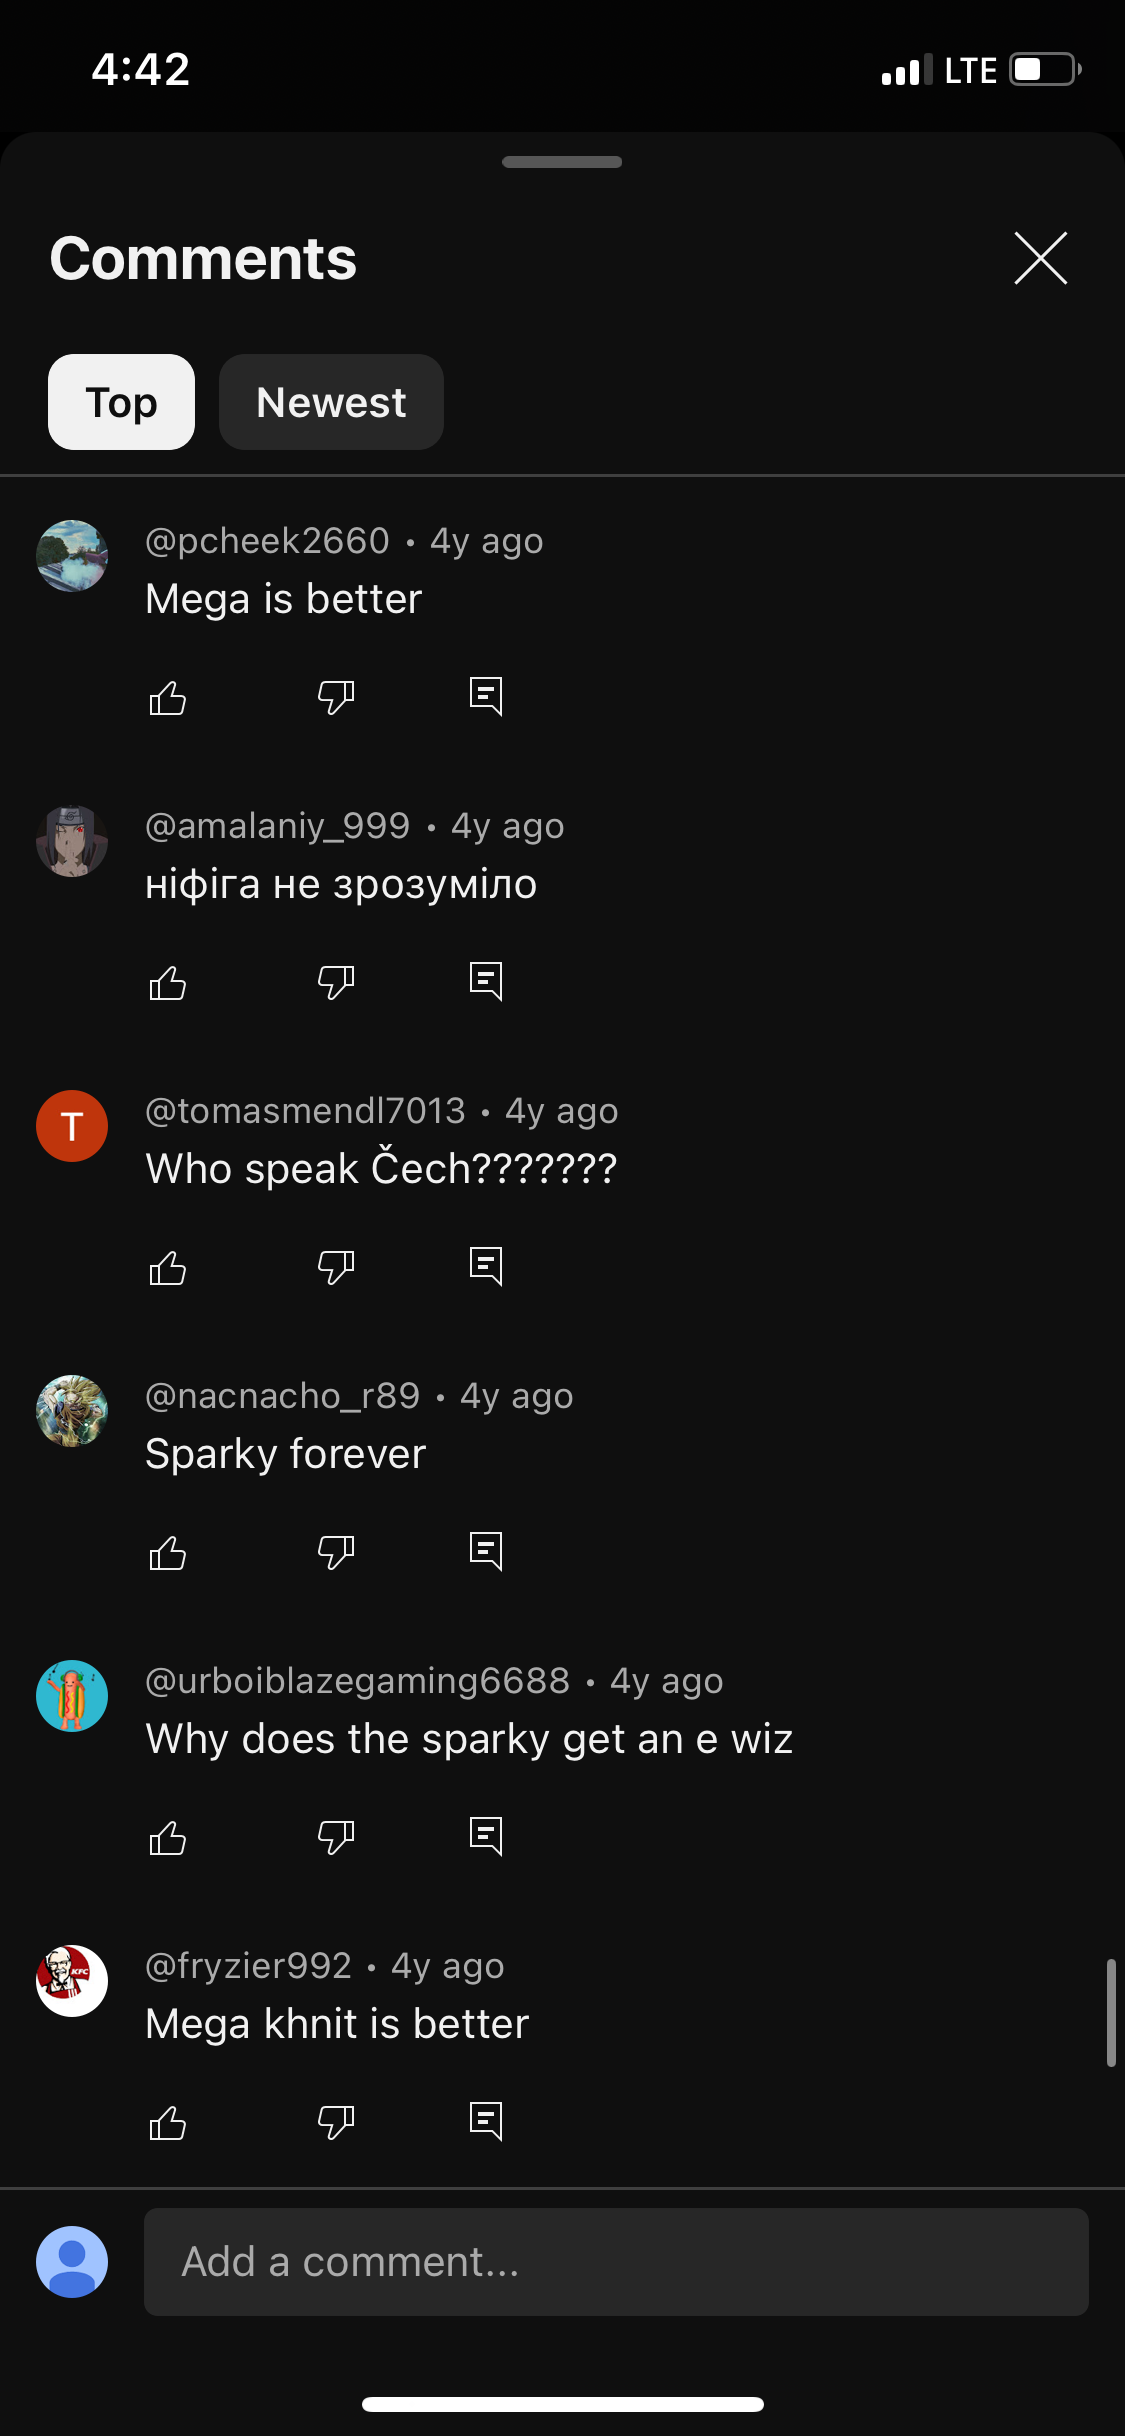 4:42
LTE
Comments
Top
Newest
@pcheek2660 • 4y ago
Mega is better
@amalaniy_999 • 4y ago
ніфіга не зрозуміло
T
@tomasmendl7013 • 4y ago
Who speak Čech???????
@nacnacho_r89 • 4y ago
Sparky forever
@urboiblazegaming6688 • 4y ago
Why does the sparky get an e wiz
KFC
@fryzier992 • 4y ago
Mega khnit is better
Add a comment...